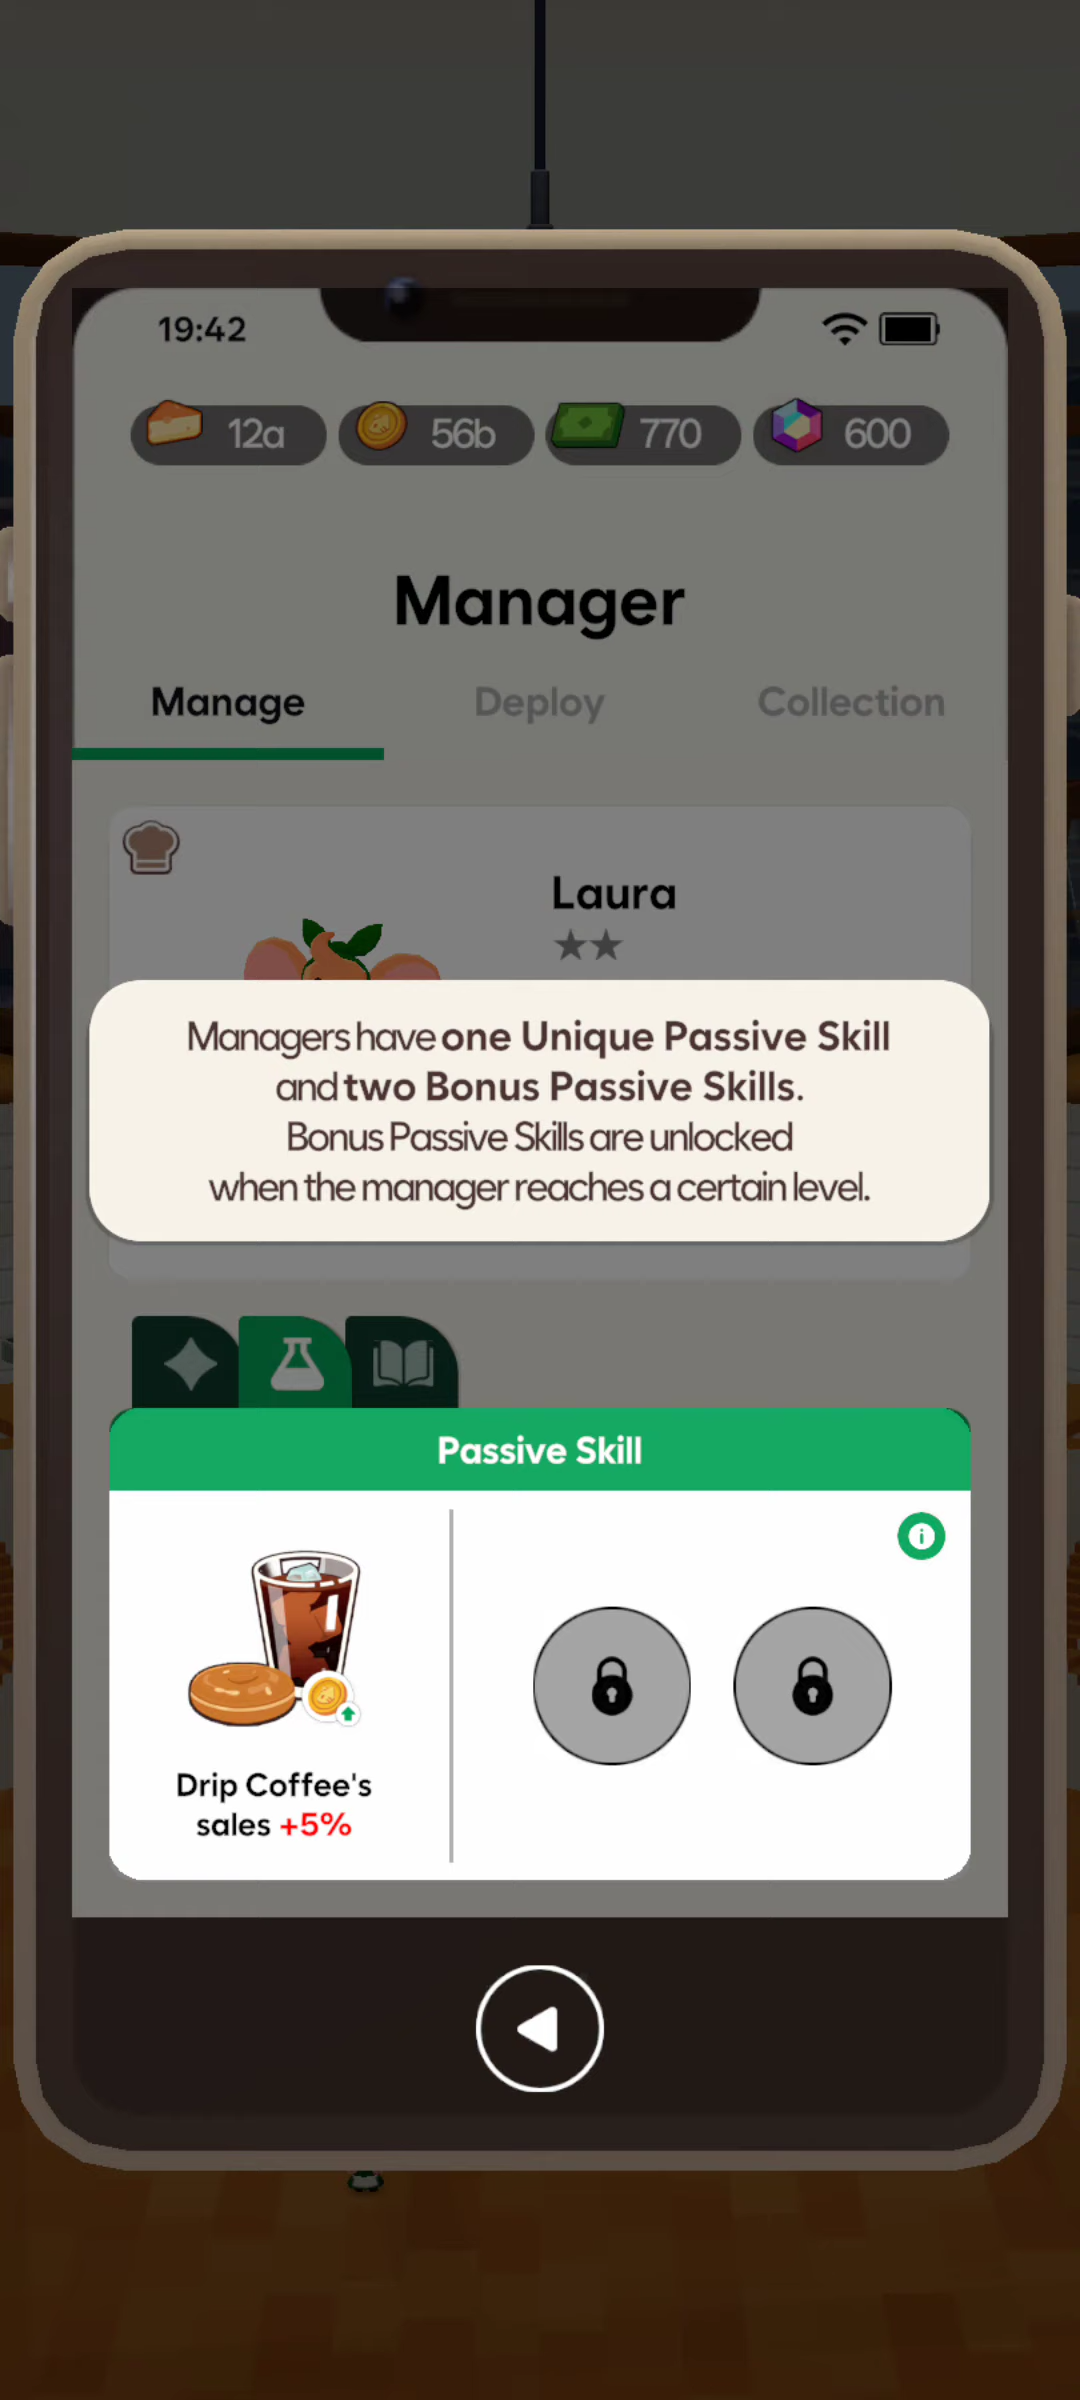 19:42
12a 56b 770 600
Manager
Manage Deploy Collection
Laura
Managers have one Unique Passive Skill
and two Bonus Passive Skills.
Bonus Passive Skills are unlocked
when the manager reaches a certain level.
Passive Skill
Drip Coffee's
sales +5%